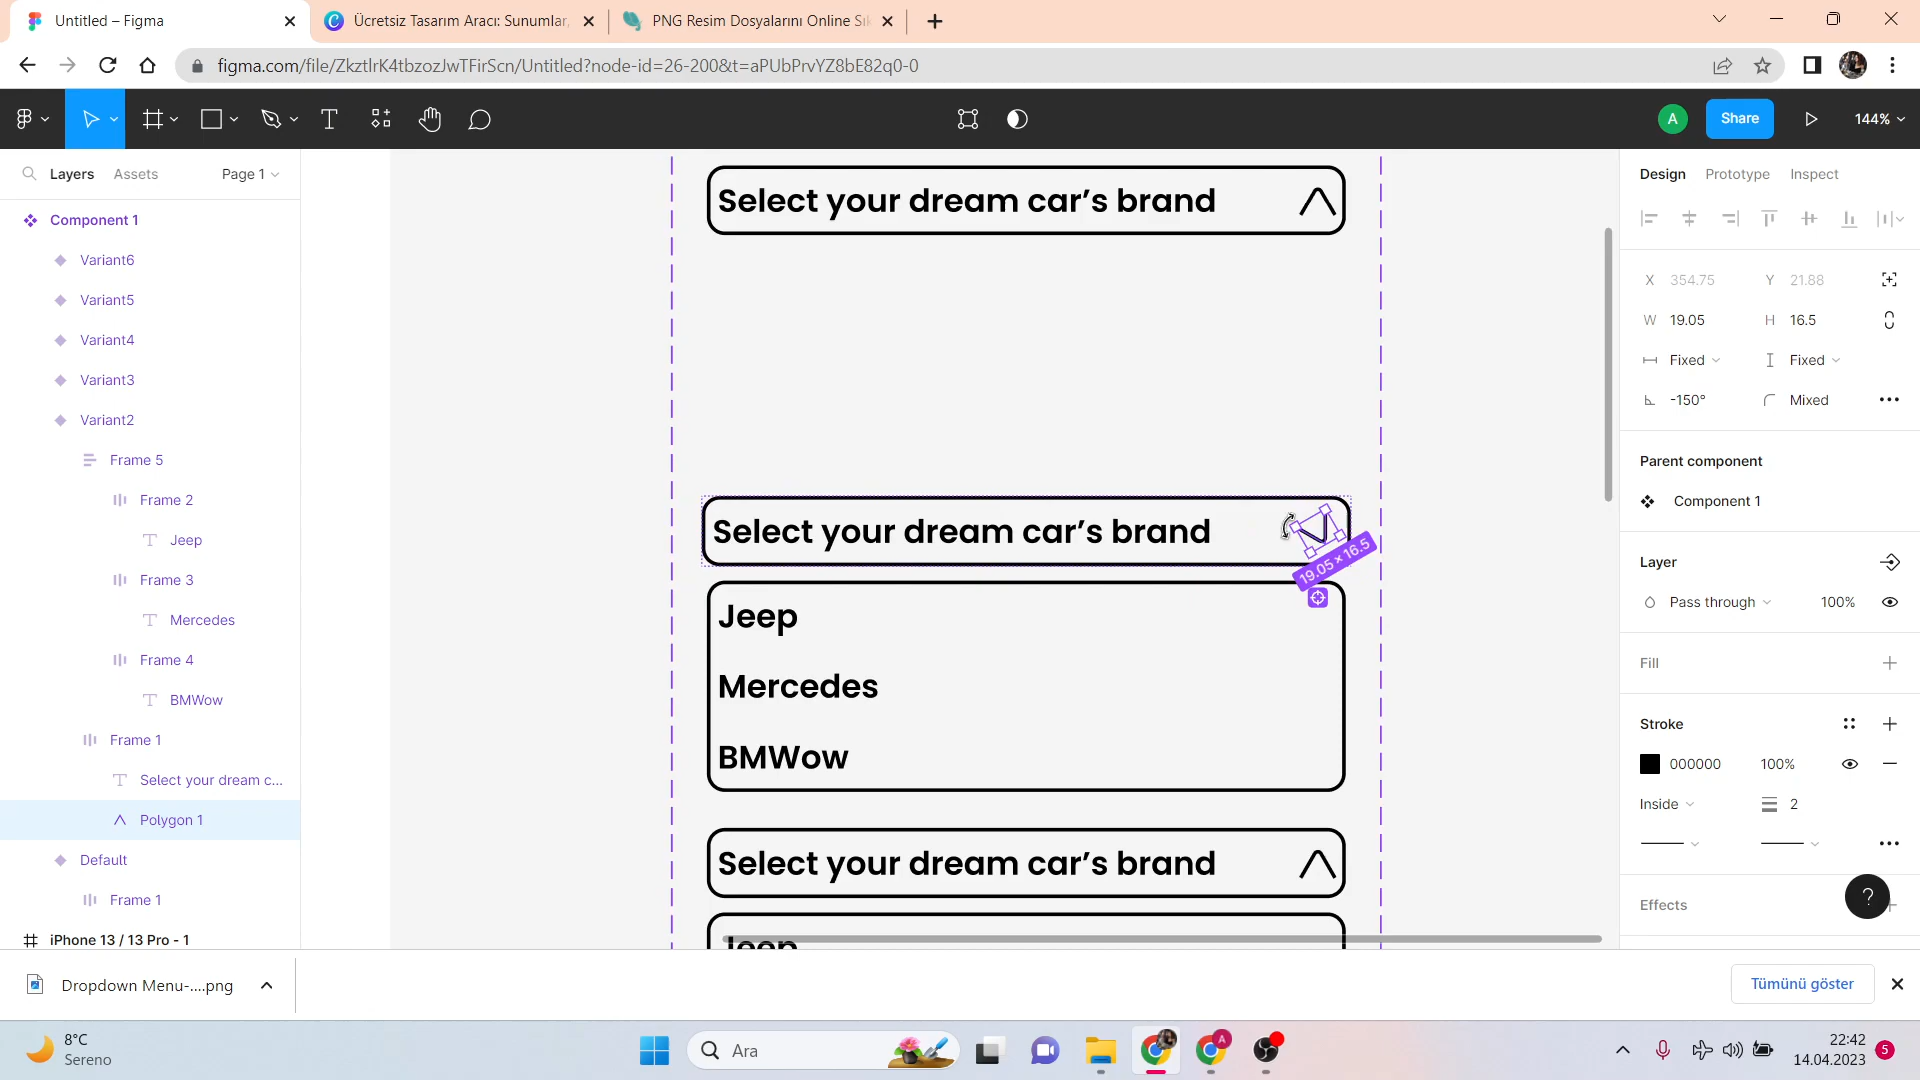 Untitled – Figma
Ücretsiz Tasarım Aracı: Sunumlar,
PNG Resim Dosyalarını Online Sık
figma.com/file/ZkztlrK4tbzozJwTFirScn/Untitled?node-id=26-200&t=aPUbPrvYZ8bE82q0-0
A
Share
144%
Layers
Assets
Page 1
Component 1
Variant6
Variant5
Variant4
Variant3
Variant2
Frame 5
Frame 2
Jeep
Frame 3
Mercedes
Frame 4
BMWow
Frame 1
Select your dream c...
Polygon 1
Default
Frame 1
iPhone 13 / 13 Pro - 1
Select your dream car’s brand
Select your dream car’s brand
19.05 × 16.5
Jeep
Mercedes
BMWow
Select your dream car’s brand
Jeep
Design
Prototype
Inspect
X 354.75
Y 21.88
W 19.05
H 16.5
Fixed
Fixed
-150°
Mixed
Parent component
Component 1
Layer
Pass through
100%
Fill
Stroke
000000
100%
Inside
2
Effects
?
Dropdown Menu-....png
Tümünü göster
8°C
Sereno
Ara
A
22:42
14.04.2023
5